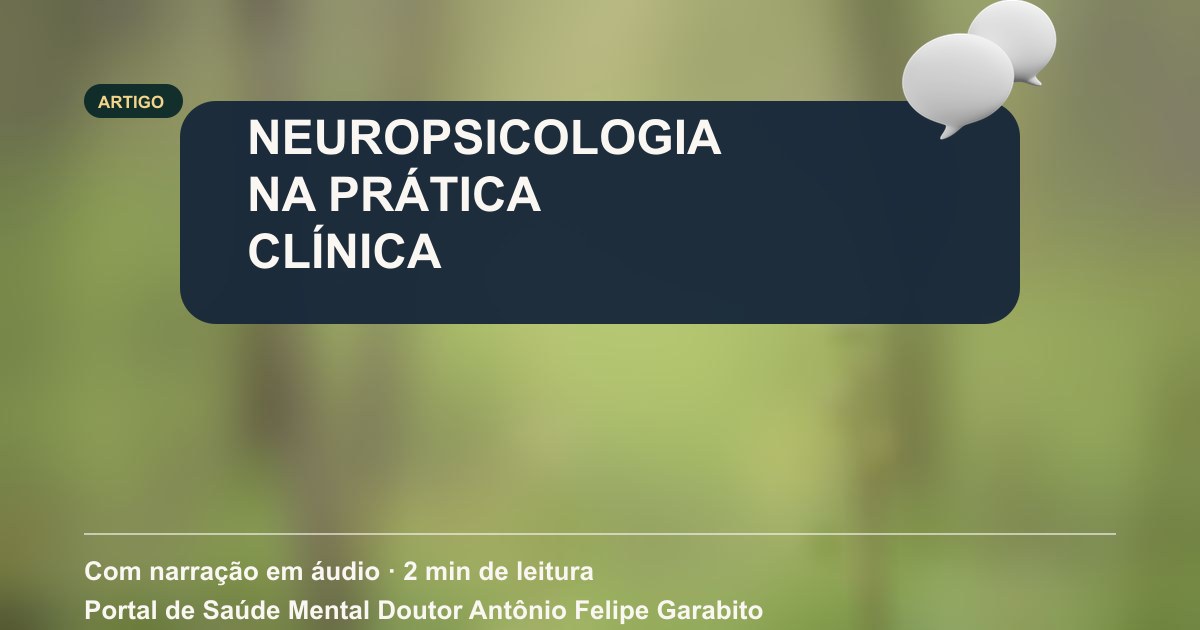 ARTIGO
NEUROPSICOLOGIA
NA PRÁTICA
CLÍNICA
Com narração em áudio · 2 min de leitura
Portal de Saúde Mental Doutor Antônio Felipe Garabito